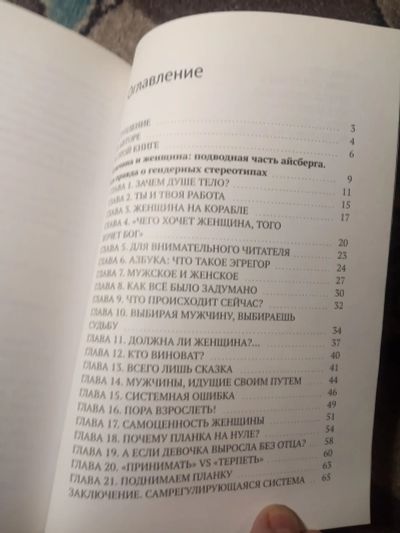 Оглавление
3
4
6
и женщина: подводная часть айсберга.
правда о гендерных стереотипах 9
ГЛАВА 1. ЗАЧЕМ ДУШЕ ТЕЛО? 11
ГЛАВА 2. ТЫ И ТВОЯ РАБОТА 15
ГЛАВА 3. ЖЕНЩИНА НА КОРАБЛЕ 17
ГЛАВА 4. «ЧЕГО ХОЧЕТ ЖЕНЩИНА, ТОГО
ХОЧЕТ БОГ» 20
ГЛАВА 5. ДЛЯ ВНИМАТЕЛЬНОГО ЧИТАТЕЛЯ 23
ГЛАВА 6. АЗБУКА: ЧТО ТАКОЕ ЭГРЕГОР 24
ГЛАВА 7. МУЖСКОЕ И ЖЕНСКОЕ 27
ГЛАВА 8. КАК ВСЁ БЫЛО ЗАДУМАНО 30
ГЛАВА 9. ЧТО ПРОИСХОДИТ СЕЙЧАС? 32
ГЛАВА 10. ВЫБИРАЯ МУЖЧИНУ, ВЫБИРАЕШЬ
СУДЬБУ 34
ГЛАВА 11. ДОЛЖНА ЛИ ЖЕНЩИНА?... 37
ГЛАВА 12. КТО ВИНОВАТ? 40
ГЛАВА 13. ВСЕГО ЛИШЬ СКАЗКА 41
ГЛАВА 14. МУЖЧИНЫ, ИДУЩИЕ СВОИМ ПУТЕМ 44
ГЛАВА 15. СИСТЕМНАЯ ОШИБКА 46
ГЛАВА 16. ПОРА ВЗРОСЛЕТЬ! 49
ГЛАВА 17. САМОЦЕННОСТЬ ЖЕНЩИНЫ 51
ГЛАВА 18. ПОЧЕМУ ПЛАНКА НА НУЛЕ? 54
ГЛАВА 19. А ЕСЛИ ДЕВОЧКА ВЫРОСЛА БЕЗ ОТЦА? 58
ГЛАВА 20. «ПРИНИМАТЬ» VS «ТЕРПЕТЬ» 60
ГЛАВА 21. ПОДНИМАЕМ ПЛАНКУ 63
ЗАКЛЮЧЕНИЕ. САМРЕГУЛИРУЮЩАЯСЯ СИСТЕМА 65